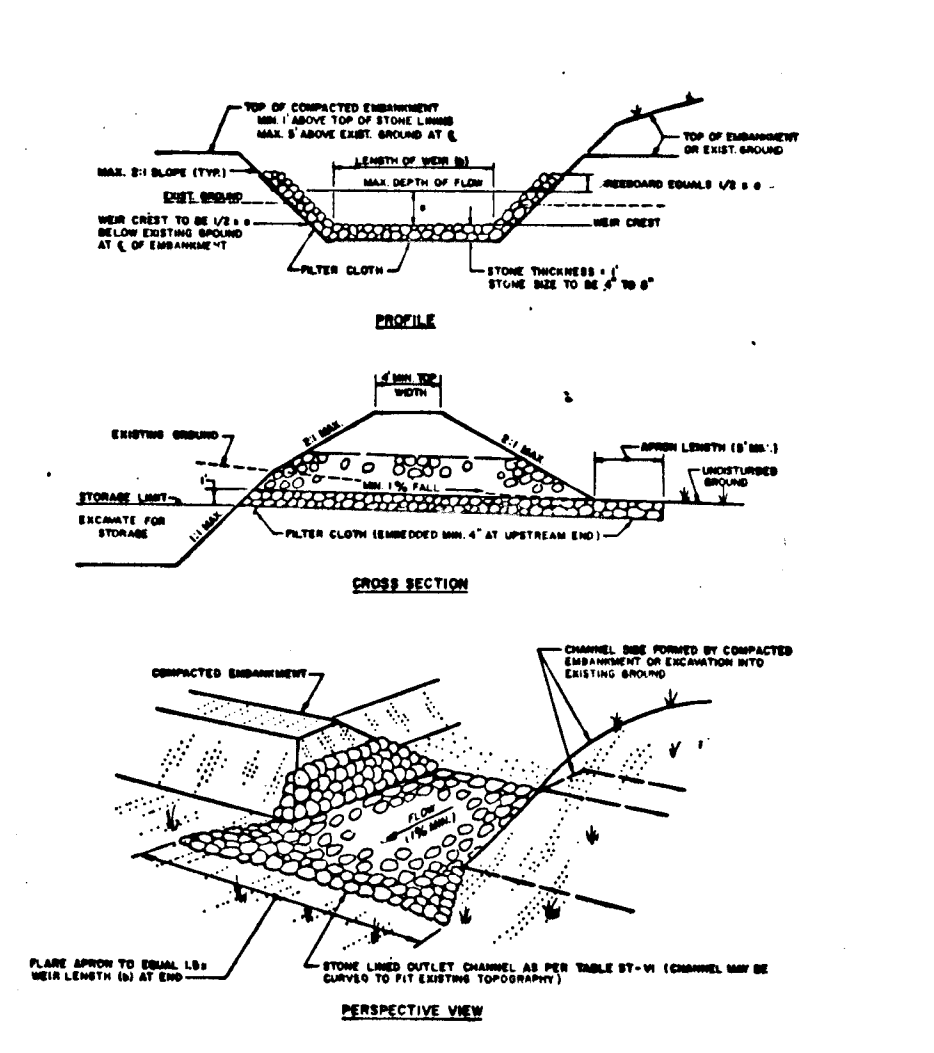 TOP OF COMPACTED EMBANKMENT
MIN. 1' ABOVE TOP OF STONE LINING
MAX. 5' ABOVE EXIST. GROUND AT ℄
TOP OF EMBANKMENT
OR EXIST. GROUND
LENGTH OF WEIR (b)
MAX. 2:1 SLOPE (TYP.)
MAX. DEPTH OF FLOW
FREEBOARD EQUALS 1/2 x a
EXIST. GROUND
a
WEIR CREST TO BE 1/2 x a
BELOW EXISTING GROUND
AT ℄ OF EMBANKMENT
WEIR CREST
FILTER CLOTH
STONE THICKNESS = 1'
STONE SIZE TO BE 4" TO 8"
PROFILE
4' MIN. TOP
WIDTH
EXISTING GROUND
2:1 MAX.
2:1 MAX
APRON LENGTH (5' MIN.)
UNDISTURBED
GROUND
1'
MIN. 1% FALL
STORAGE LIMIT
EXCAVATE FOR
STORAGE
1:1 MAX
FILTER CLOTH (EMBEDDED MIN. 4" AT UPSTREAM END)
CROSS SECTION
CHANNEL SIDE FORMED BY COMPACTED
EMBANKMENT OR EXCAVATION INTO
EXISTING GROUND
COMPACTED EMBANKMENT
FLOW
(1% MIN.)
FLARE APRON TO EQUAL 1.5x
WEIR LENGTH (b) AT END
STONE LINED OUTLET CHANNEL AS PER TABLE ST-VI (CHANNEL MAY BE
CURVED TO FIT EXISTING TOPOGRAPHY)
PERSPECTIVE VIEW